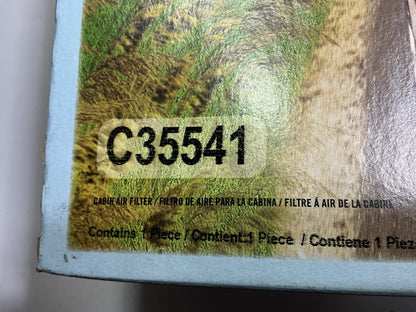 C35541
CABIN AIR FILTER / FILTRO DE AIRE PARA LA CABINA / FILTRE Á AIR DE LA CABINE
Contains 1 Piece / Contient:1 Piece / Contiene 1 Piez